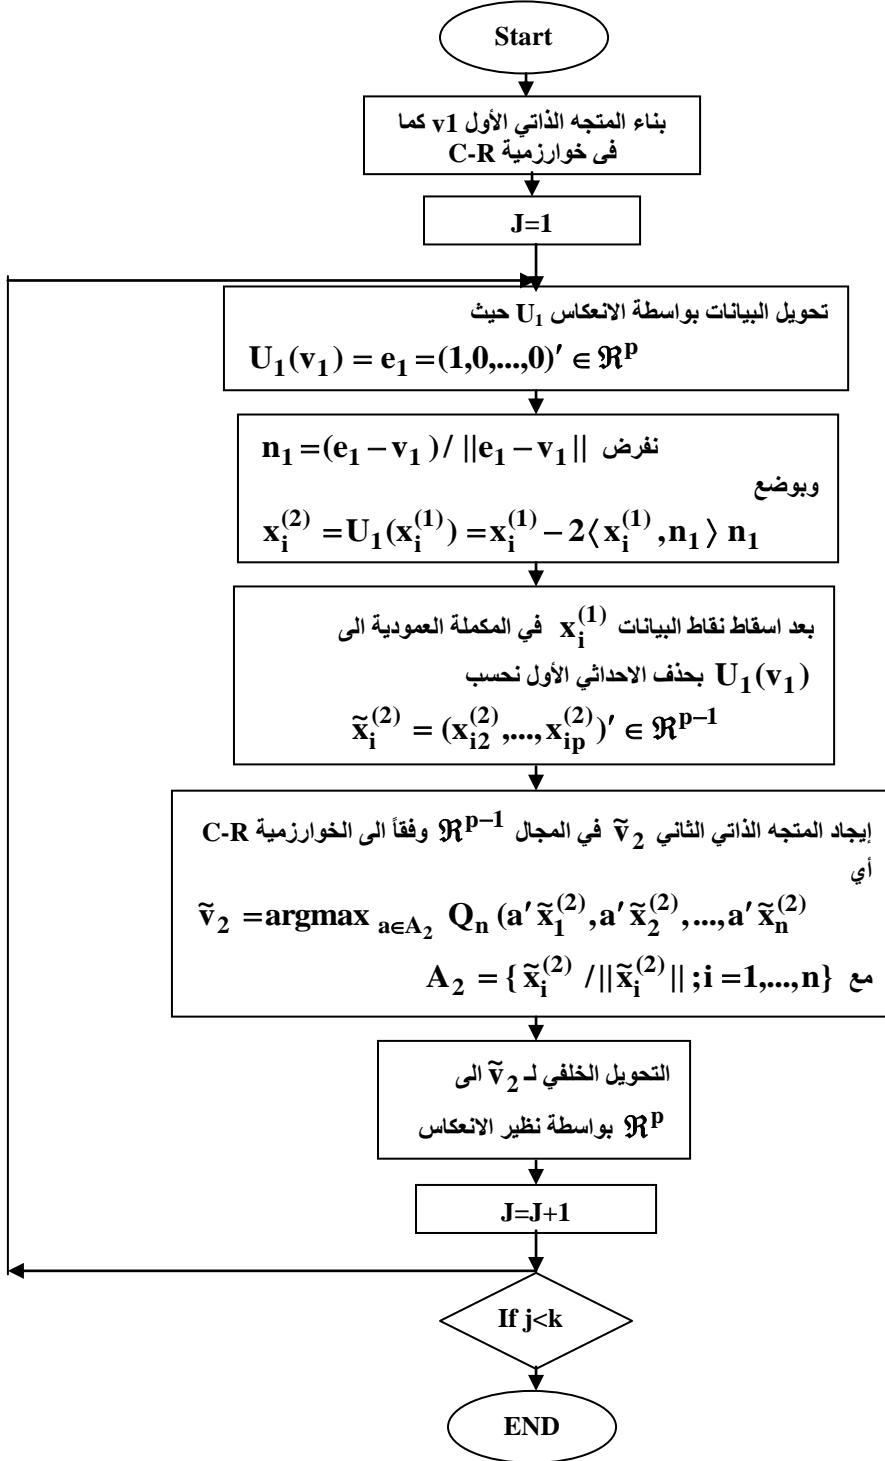 Start
بناء المتجه الذاتي الأول v1 كما
في خوارزمية C-R
J=1
تحويل البيانات بواسطة الانعكاس U₁ حيث
U₁(v₁) = e₁ =(1,0,...,0)′ ∈ ℜᵖ
نفرض n₁ =(e₁ − v₁ ) / ||e₁ − v₁ ||
وبوضع
xᵢ⁽²⁾ = U₁(xᵢ⁽¹⁾) = xᵢ⁽¹⁾ − 2⟨ xᵢ⁽¹⁾ , n₁ ⟩ n₁
بعد اسقاط نقاط البيانات xᵢ⁽¹⁾ في المكملة العمودية الى
U₁(v₁) بحذف الاحداثي الأول نحسب
x̃ᵢ⁽²⁾ = (xᵢ₂⁽²⁾,...,xᵢₚ⁽²⁾)′ ∈ ℜᵖ⁻¹
إيجاد المتجه الذاتي الثاني ṽ₂ في المجال ℜᵖ⁻¹ وفقاً الى الخوارزمية C-R
أي
ṽ₂ =argmax a∈A₂ Qₙ (a′ x̃₁⁽²⁾, a′ x̃₂⁽²⁾,...,a′ x̃ₙ⁽²⁾
مع A₂ = { x̃ᵢ⁽²⁾ /||x̃ᵢ⁽²⁾|| ;i =1,...,n}
التحويل الخلفي لـ ṽ₂ الى
ℜᵖ بواسطة نظير الانعكاس
J=J+1
If j<k
END